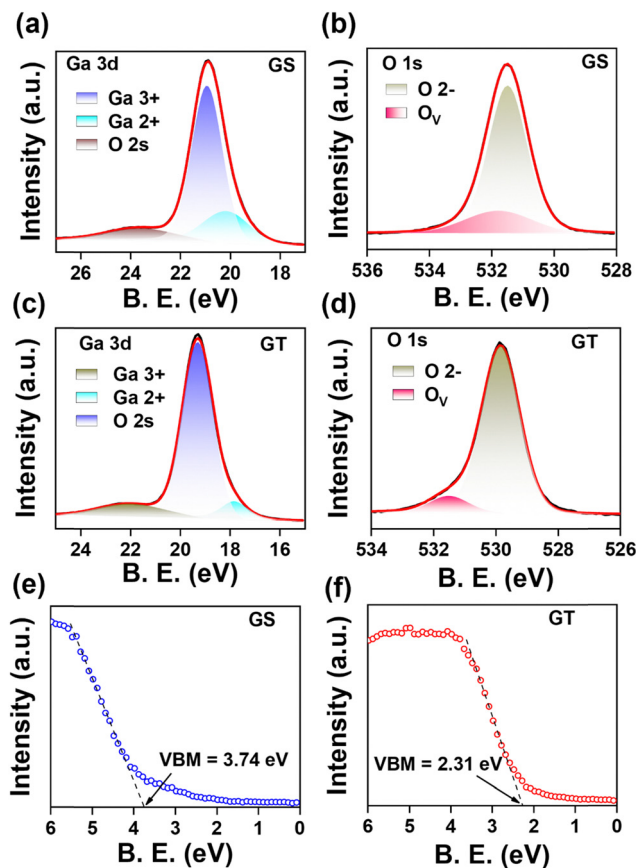 (a)
Ga 3d
GS
Ga 3+
Ga 2+
O 2s
Intensity (a.u.)
26 24 22 20 18
B. E. (eV)
(b)
O 1s
GS
O 2-
OV
Intensity (a.u.)
536 534 532 530 528
B. E. (eV)
(c)
Ga 3d
GT
Ga 3+
Ga 2+
O 2s
Intensity (a.u.)
24 22 20 18 16
B. E. (eV)
(d)
O 1s
GT
O 2-
OV
Intensity (a.u.)
534 532 530 528 526
B. E. (eV)
(e)
GS
VBM = 3.74 eV
Intensity (a.u.)
6 5 4 3 2 1 0
B. E. (eV)
(f)
GT
VBM = 2.31 eV
Intensity (a.u.)
6 5 4 3 2 1 0
B. E. (eV)